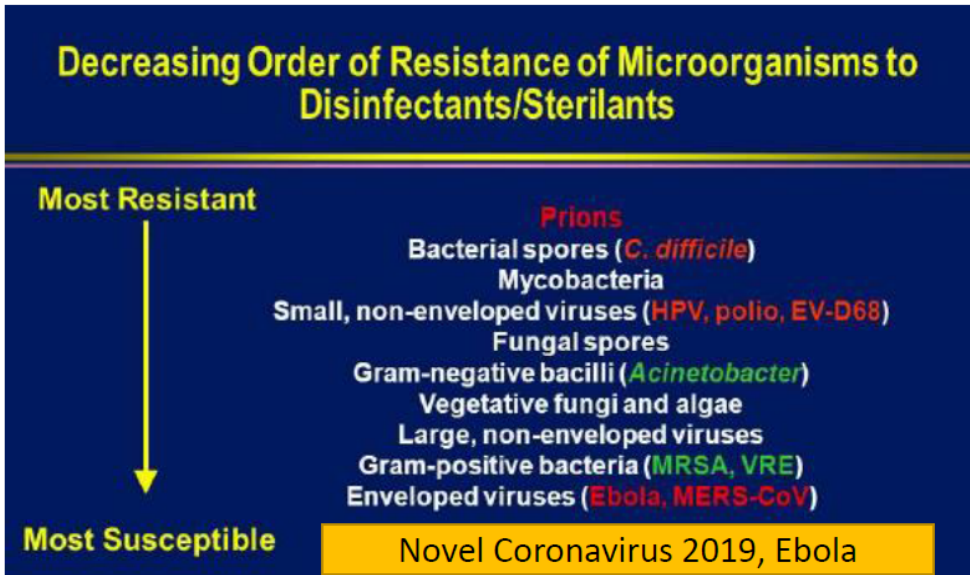 Decreasing Order of Resistance of Microorganisms to
Disinfectants/Sterilants
Most Resistant
Prions
Bacterial spores (C. difficile)
Mycobacteria
Small, non-enveloped viruses (HPV, polio, EV-D68)
Fungal spores
Gram-negative bacilli (Acinetobacter)
Vegetative fungi and algae
Large, non-enveloped viruses
Gram-positive bacteria (MRSA, VRE)
Enveloped viruses (Ebola, MERS-CoV)
Most Susceptible
Novel Coronavirus 2019, Ebola